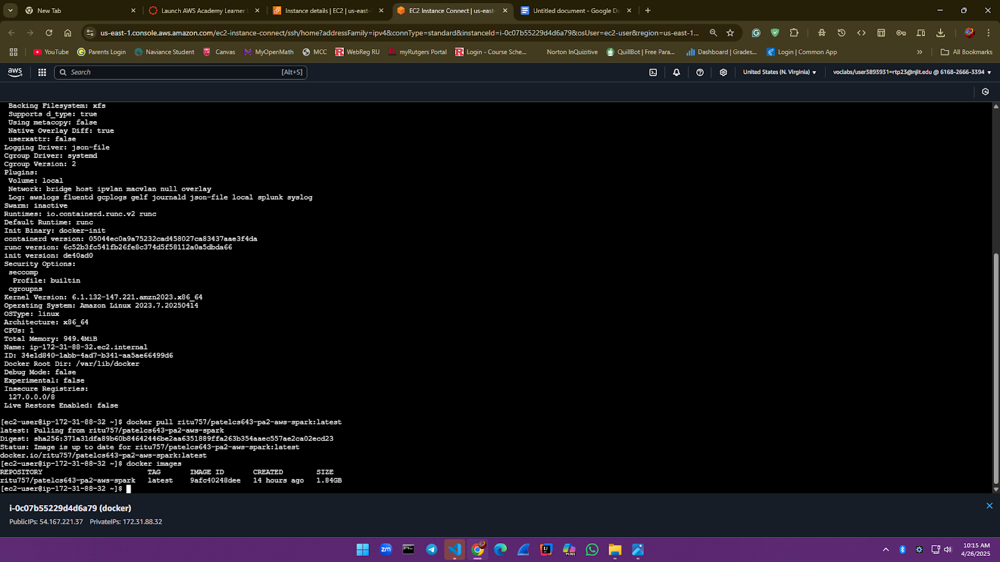 New Tab
Launch AWS Academy Learner L
Instance details | EC2 | us-east-1
EC2 Instance Connect | us-east-
Untitled document - Google Do
us-east-1.console.aws.amazon.com/ec2-instance-connect/ssh/home?addressFamily=ipv4&connType=standard&instanceId=i-0c07b55229d4d6a79&osUser=ec2-user&region=us-east-1...
YouTube
Parents Login
Naviance Student
Canvas
MyOpenMath
MCC
WebReg RU
myRutgers Portal
Login - Course Sche...
Norton InQuizitive
QuillBot | Free Para...
Dashboard | Grades...
Login | Common App
All Bookmarks
aws
Search
[Alt+S]
United States (N. Virginia)
voclabs/user3893931=rtp23@njit.edu @ 6168-2666-3394
Backing Filesystem: xfs
Supports d_type: true
Using metacopy: false
Native Overlay Diff: true
userxattr: false
Logging Driver: json-file
Cgroup Driver: systemd
Cgroup Version: 2
Plugins:
Volume: local
Network: bridge host ipvlan macvlan null overlay
Log: awslogs fluentd gcplogs gelf journald json-file local splunk syslog
Swarm: inactive
Runtimes: io.containerd.runc.v2 runc
Default Runtime: runc
Init Binary: docker-init
containerd version: 05044ec0a9a75232cad458027ca83437aae3f4da
runc version: 6c52b3fc541fb26fe8c374d5f58112a0a5dbda66
init version: de40ad0
Security Options:
seccomp
Profile: builtin
cgroupns
Kernel Version: 6.1.132-147.221.amzn2023.x86_64
Operating System: Amazon Linux 2023.7.20250414
OSType: linux
Architecture: x86_64
CPUs: 1
Total Memory: 949.4MiB
Name: ip-172-31-88-32.ec2.internal
ID: 34e1d840-1abb-4ad7-b341-aa5ae66499d6
Docker Root Dir: /var/lib/docker
Debug Mode: false
Experimental: false
Insecure Registries:
127.0.0.0/8
Live Restore Enabled: false
[ec2-user@ip-172-31-88-32 ~]$ docker pull ritu757/patelcs643-pa2-aws-spark:latest
latest: Pulling from ritu757/patelcs643-pa2-aws-spark
Digest: sha256:371a31dfa89b60b84642446be2aa6351889ffa263b354aaec557ae2ca02ecd23
Status: Image is up to date for ritu757/patelcs643-pa2-aws-spark:latest
docker.io/ritu757/patelcs643-pa2-aws-spark:latest
[ec2-user@ip-172-31-88-32 ~]$ docker images
REPOSITORY TAG IMAGE ID CREATED SIZE
ritu757/patelcs643-pa2-aws-spark latest 9afc40248dee 14 hours ago 1.84GB
[ec2-user@ip-172-31-88-32 ~]$
i-0c07b55229d4d6a79 (docker)
PublicIPs: 54.167.221.37 PrivateIPs: 172.31.88.32
zm
M365
10:15 AM
4/26/2025